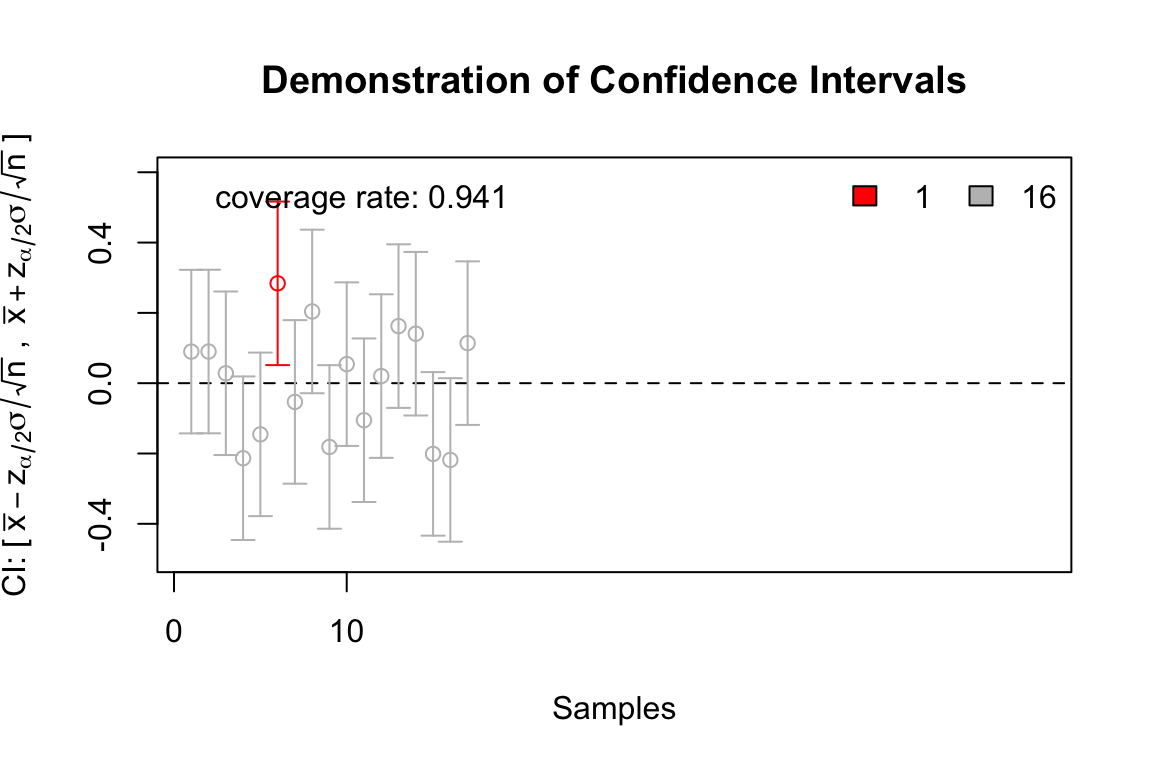 Demonstration of Confidence Intervals
coverage rate: 0.941
1 16
CI: [ x̅ − zα/2σ/√n , x̅ + zα/2σ/√n ]
0.4
0.0
-0.4
0 10
Samples